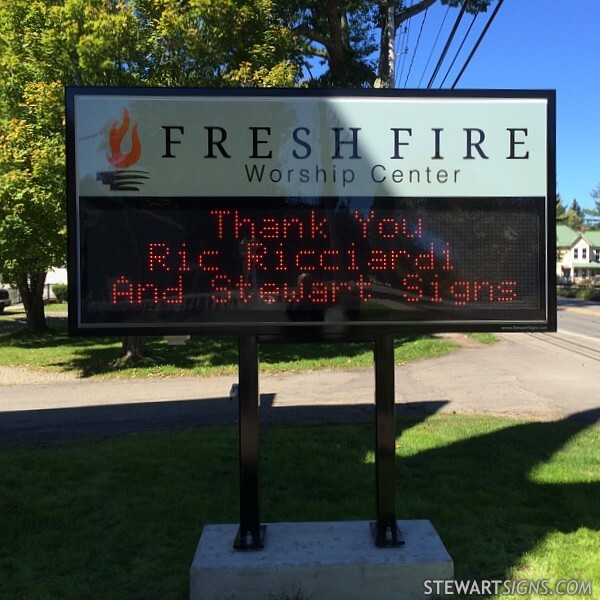 FRESH FIRE
Worship Center
Thank You
Ric Ricciardi
And Stewart Signs
STEWARTSIGNS.COM